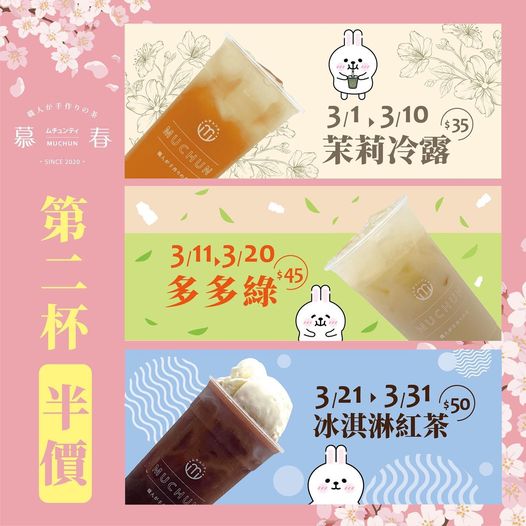 職人が手作りの茶
慕春
ムチュンティ
MUCHUN
SINCE 2020
第二杯
半價
3/1 ▸ 3/10
$35
茉莉冷露
MUCHUN
3/11 ▸ 3/20
$45
多多綠
MUCHUN
3/21 ▸ 3/31
$50
冰淇淋紅茶
MUCHUN